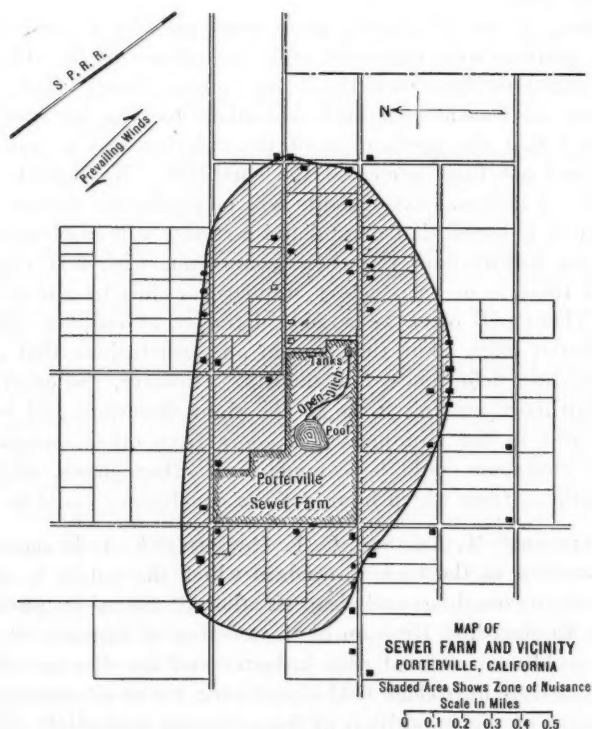 S. P. R. R.
Prevailing Winds
N
Tanks
Open Ditch
Pool
Porterville
Sewer Farm
MAP OF
SEWER FARM AND VICINITY
PORTERVILLE, CALIFORNIA
Shaded Area Shows Zone of Nuisance
Scale in Miles
0 0.1 0.2 0.3 0.4 0.5